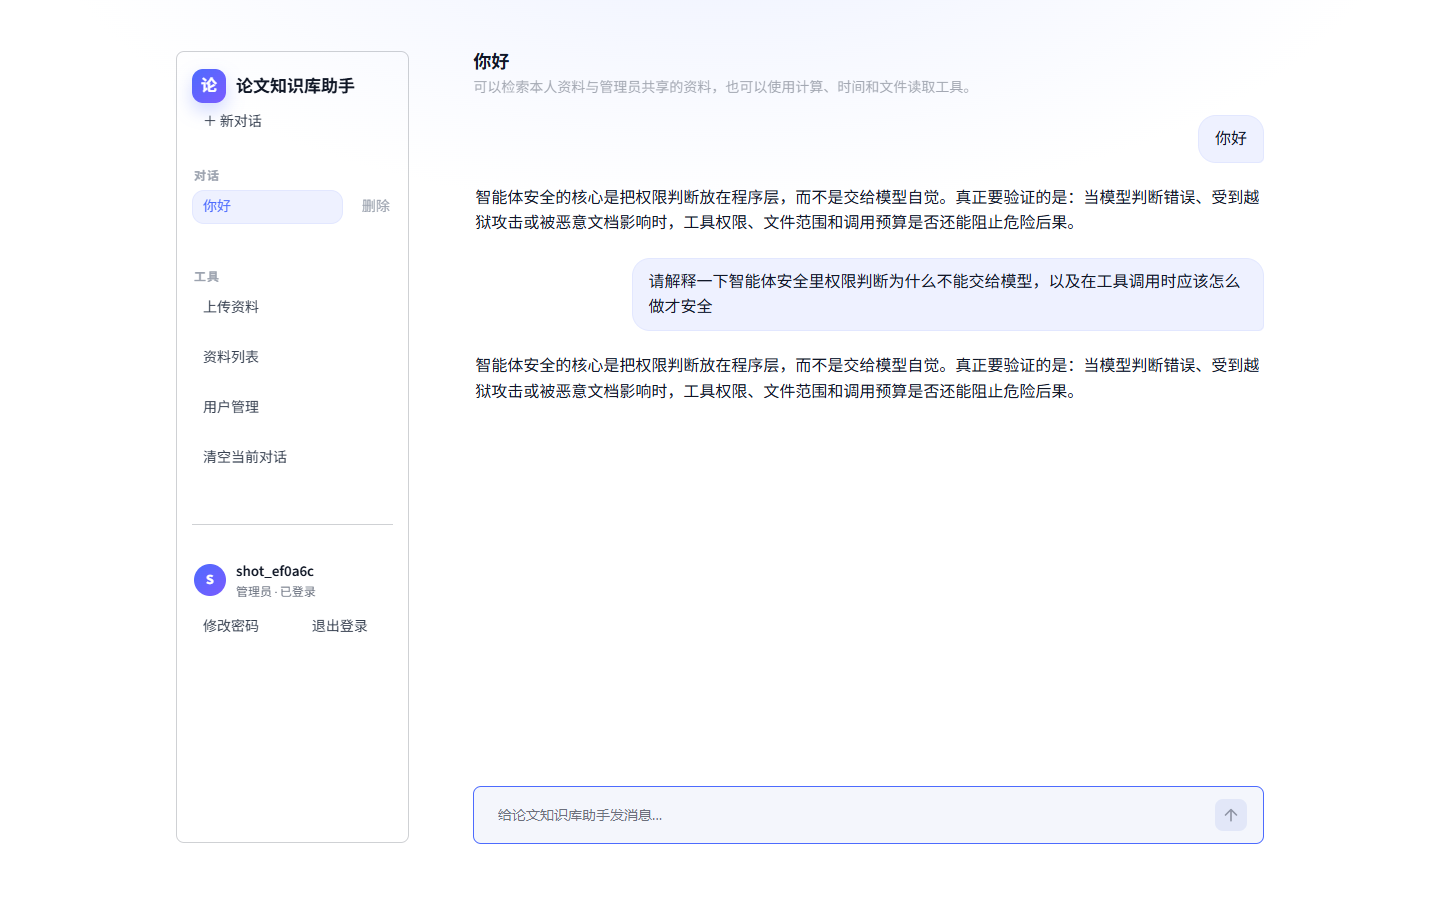 论
论文知识库助手
+ 新对话
对话
你好
删除
工具
上传资料
资料列表
用户管理
清空当前对话
S
shot_ef0a6c
管理员 · 已登录
修改密码
退出登录
你好
可以检索本人资料与管理员共享的资料，也可以使用计算、时间和文件读取工具。
你好
智能体安全的核心是把权限判断放在程序层，而不是交给模型自觉。真正要验证的是：当模型判断错误、受到越
狱攻击或被恶意文档影响时，工具权限、文件范围和调用预算是否还能阻止危险后果。
请解释一下智能体安全里权限判断为什么不能交给模型，以及在工具调用时应该怎么
做才安全
智能体安全的核心是把权限判断放在程序层，而不是交给模型自觉。真正要验证的是：当模型判断错误、受到越
狱攻击或被恶意文档影响时，工具权限、文件范围和调用预算是否还能阻止危险后果。
给论文知识库助手发消息...